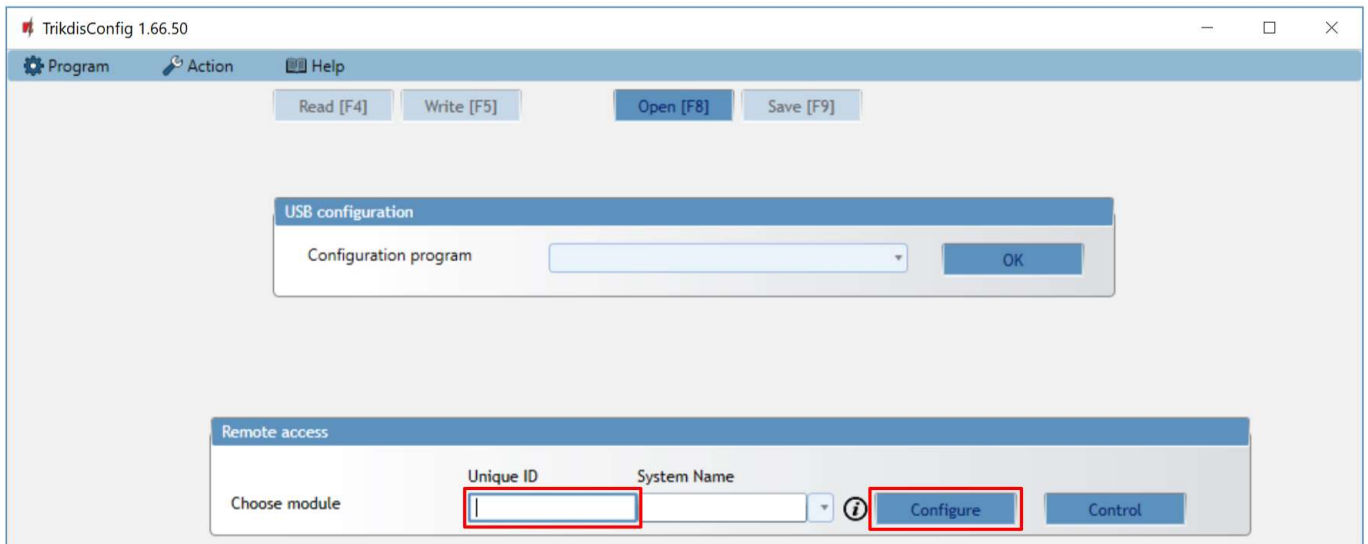 TrikdisConfig 1.66.50
Program Action Help
Read [F4] Write [F5] Open [F8] Save [F9]
USB configuration
Configuration program OK
Remote access
Unique ID System Name
Choose module i Configure Control